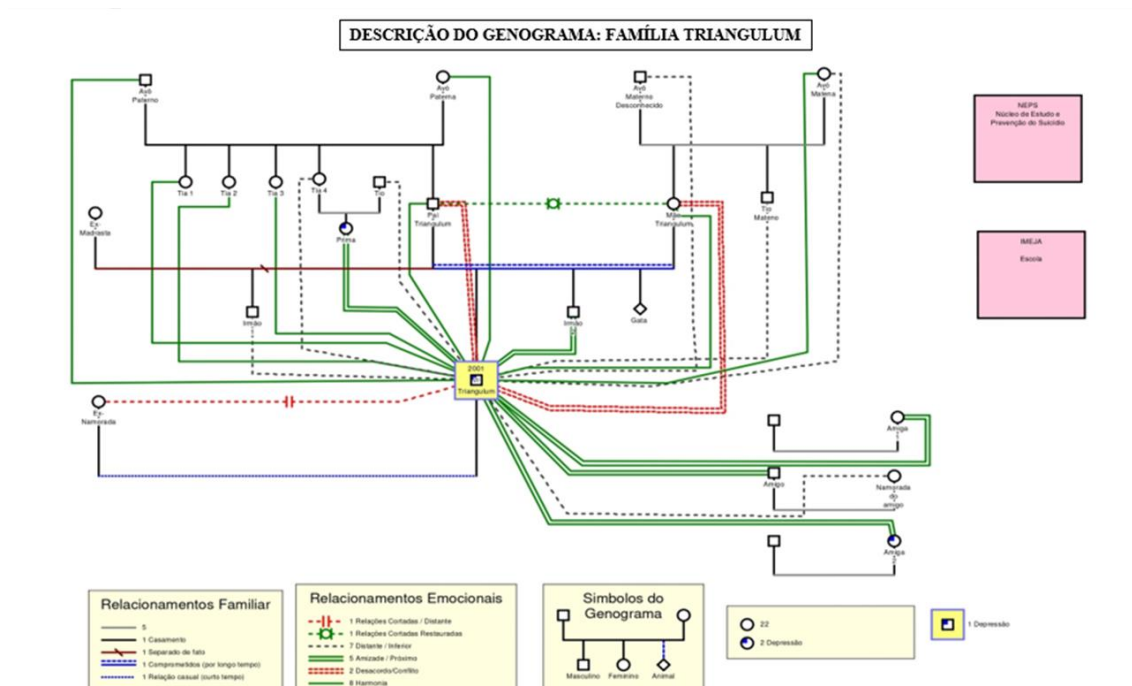 DESCRIÇÃO DO GENOGRAMA: FAMÍLIA TRIANGULUM
Avô
Paterno
Avó
Paterna
Avô
Materno
Desconhecido
Avó
Materna
NEPS
Núcleo de Estudo e
Prevenção do Suicídio
Tia 1
Tia 2
Tia 3
Tia 4
Tio
Prima
Pai
Triangulum
Mãe
Triangulum
Tio
Materno
Ex-
Madrasta
IMEJA
Escola
Irmão
Irmão
Gata
2001
Triangulum
Ex-
Namorada
Amiga
Amigo
Namorada
do
amigo
Amiga
Relacionamentos Familiar
5
1 Casamento
1 Separado de fato
1 Comprometidos (por longo tempo)
1 Relação casual (curto tempo)
Relacionamentos Emocionais
1 Relações Cortadas / Distante
1 Relações Cortadas Restauradas
7 Distante / Inferior
5 Amizade / Próximo
2 Desacordo/Conflito
8 Harmonia
Símbolos do
Genograma
Masculino Feminino Animal
22
2 Depressão
1 Depressão